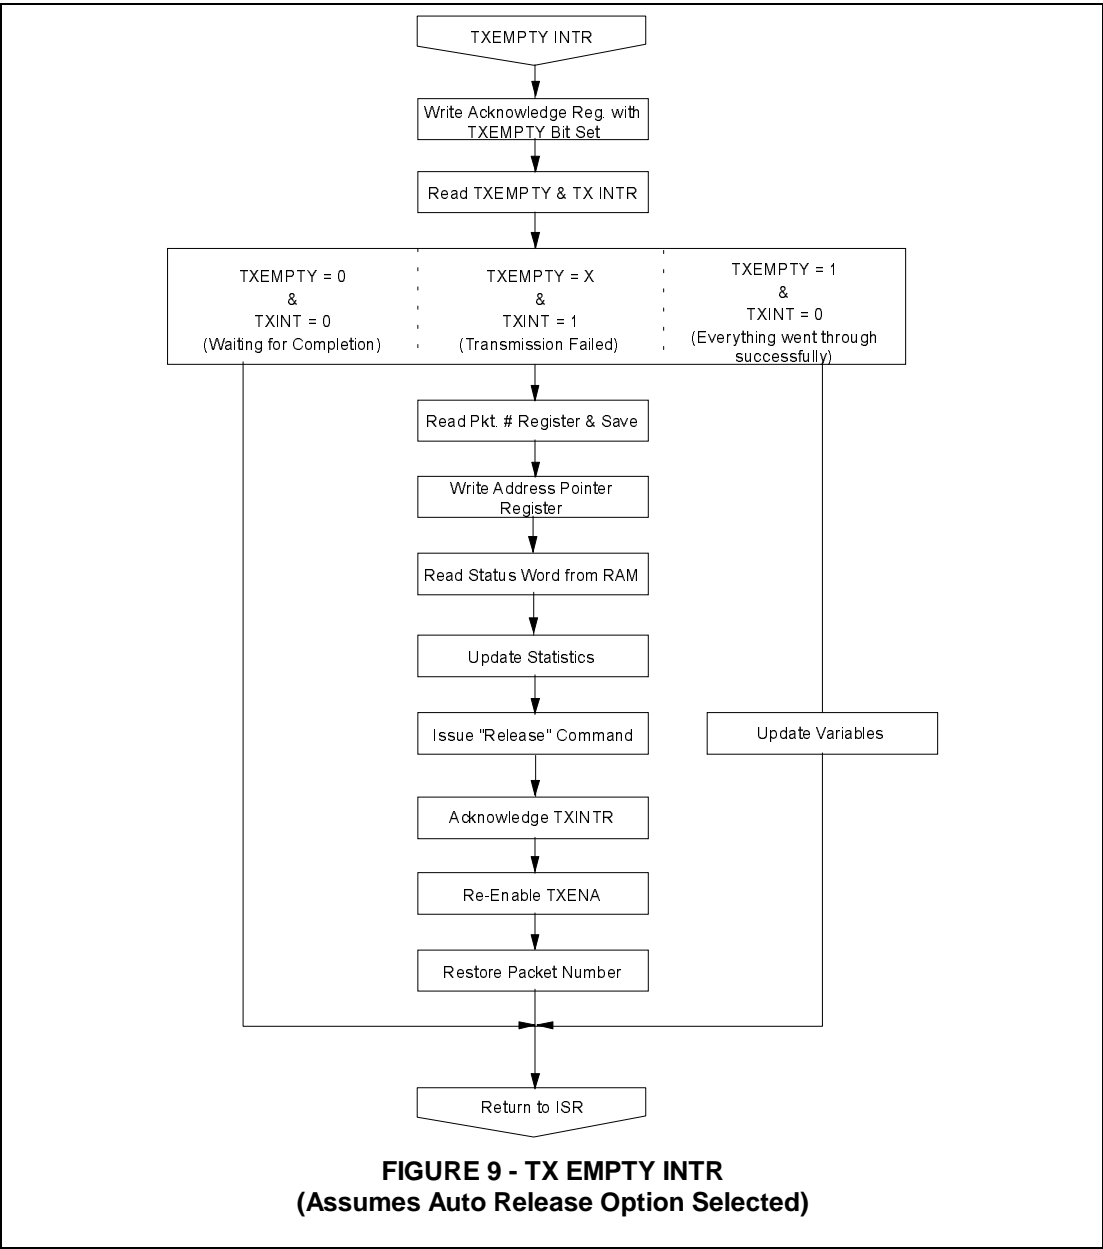 TXEMPTY INTR
Write Acknowledge Reg. with
TXEMPTY Bit Set
Read TXEMPTY & TX INTR
TXEMPTY = 0
&
TXINT = 0
(Waiting for Completion)
TXEMPTY = X
&
TXINT = 1
(Transmission Failed)
TXEMPTY = 1
&
TXINT = 0
(Everything went through
successfully)
Read Pkt. # Register & Save
Write Address Pointer
Register
Read Status Word from RAM
Update Statistics
Issue "Release" Command
Update Variables
Acknowledge TXINTR
Re-Enable TXENA
Restore Packet Number
Return to ISR
FIGURE 9 - TX EMPTY INTR
(Assumes Auto Release Option Selected)